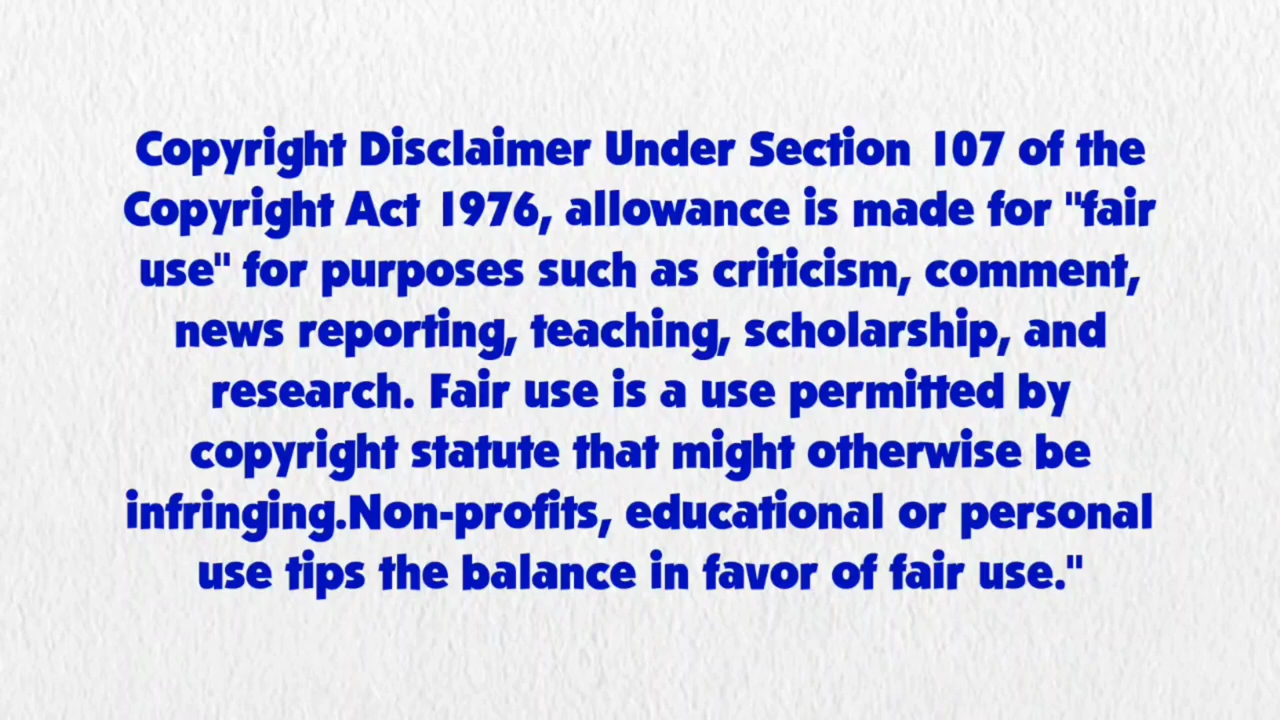 Copyright Disclaimer Under Section 107 of the
Copyright Act 1976, allowance is made for "fair
use" for purposes such as criticism, comment,
news reporting, teaching, scholarship, and
research. Fair use is a use permitted by
copyright statute that might otherwise be
infringing.Non-profits, educational or personal
use tips the balance in favor of fair use."